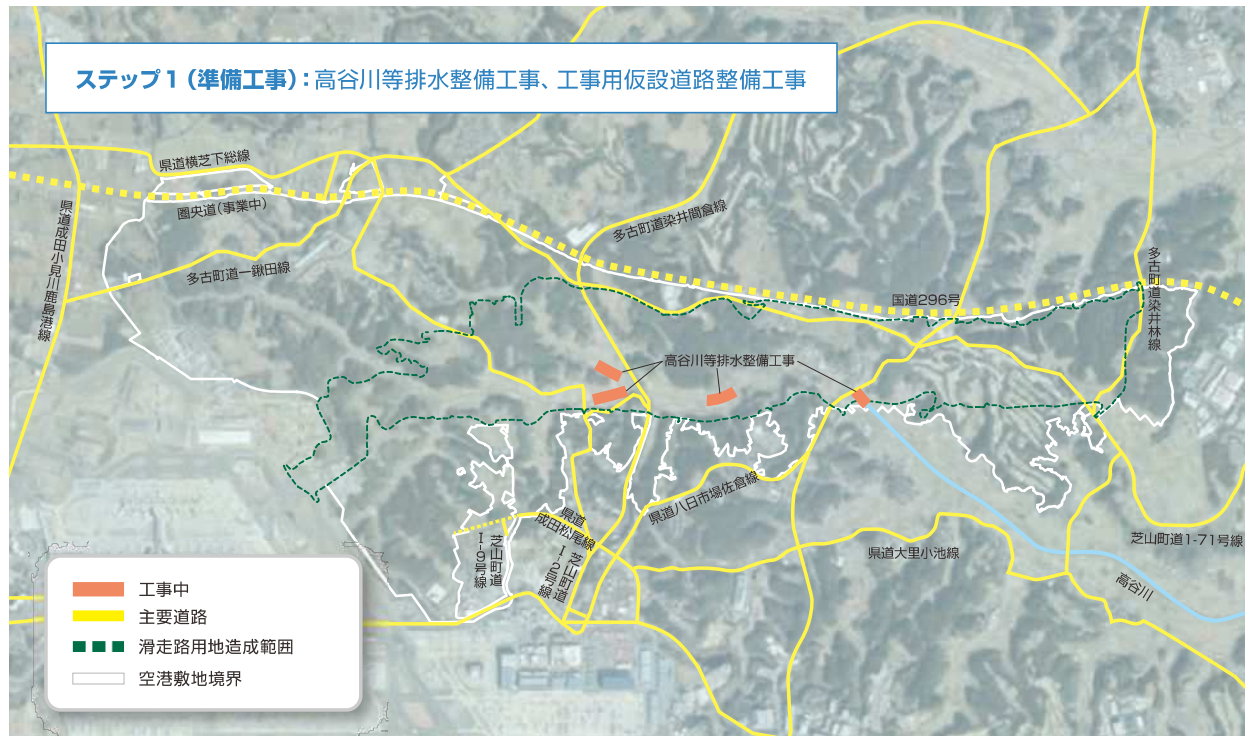 ステップ1(準備工事):高谷川等排水整備工事、工事用仮設道路整備工事
県道横芝下総線
圏央道(事業中)
県道成田小見川鹿島港線
多古町道一鍬田線
多古町道染井間倉線
国道296号
多古町道染井林線
高谷川等排水整備工事
県道八日市場佐倉線
県道
成田松尾線
芝山町道
I-9号線
芝山町道
I-2号線
県道大里小池線
芝山町道1-71号線
高谷川
工事中
主要道路
滑走路用地造成範囲
空港敷地境界